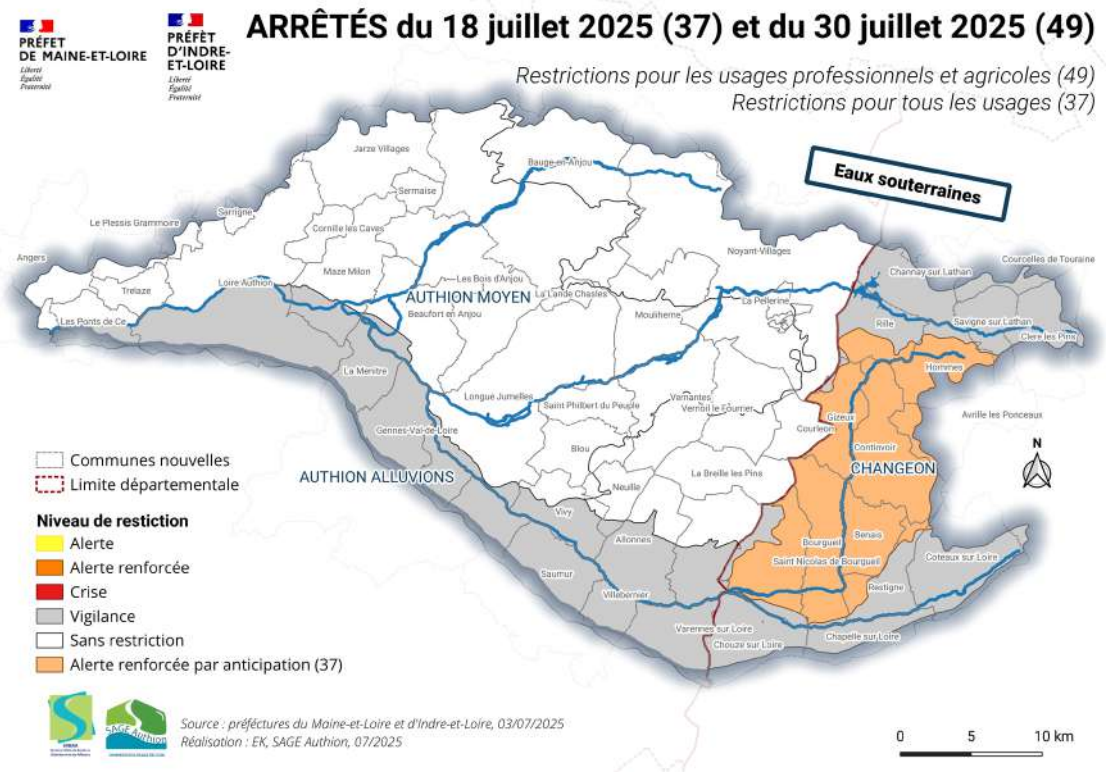 PRÉFET
DE MAINE-ET-LOIRE
Liberté
Égalité
Fraternité
PRÉFÈT
D'INDRE-
ET-LOIRE
Liberté
Égalité
Fraternité
ARRÊTÉS du 18 juillet 2025 (37) et du 30 juillet 2025 (49)
Restrictions pour les usages professionnels et agricoles (49)
Restrictions pour tous les usages (37)
Eaux souterraines
Jarze Villages
Bauge-en-Anjou
Sermaise
Sarrigne
Le Plessis Grammoire
Cornille les Caves
Angers
Maze Milon
Noyant-Villages
Courcelles de Touraine
Channay sur Lathan
Trelaze
Loire Authion
Les Bois d'Anjou
AUTHION MOYEN
La Lande Chasles
La Pellerine
Beaufort en Anjou
Mouliherne
Les Ponts de Ce
Rille
Savigne sur Lathan
Clere les Pins
La Menitre
Hommes
Longue Jumelles
Saint Philbert du Peuple
Vernantes
Vernoil le Fourrier
Gizeux
Avrille les Ponceaux
Courleon
Gennes-Val-de-Loire
Continvoir
Blou
CHANGEON
La Breille les Pins
AUTHION ALLUVIONS
Neuille
N
Vivy
Allonnes
Benais
Bourgueil
Coteaux sur Loire
Saint Nicolas de Bourgueil
Saumur
Restigne
Villebernier
Varennes sur Loire
Chapelle sur Loire
Chouze sur Loire
Communes nouvelles
Limite départementale
Niveau de restiction
Alerte
Alerte renforcée
Crise
Vigilance
Sans restriction
Alerte renforcée par anticipation (37)
SAGE Authion
Source : préféctures du Maine-et-Loire et d'Indre-et-Loire, 03/07/2025
Réalisation : EK, SAGE Authion, 07/2025
0 5 10 km